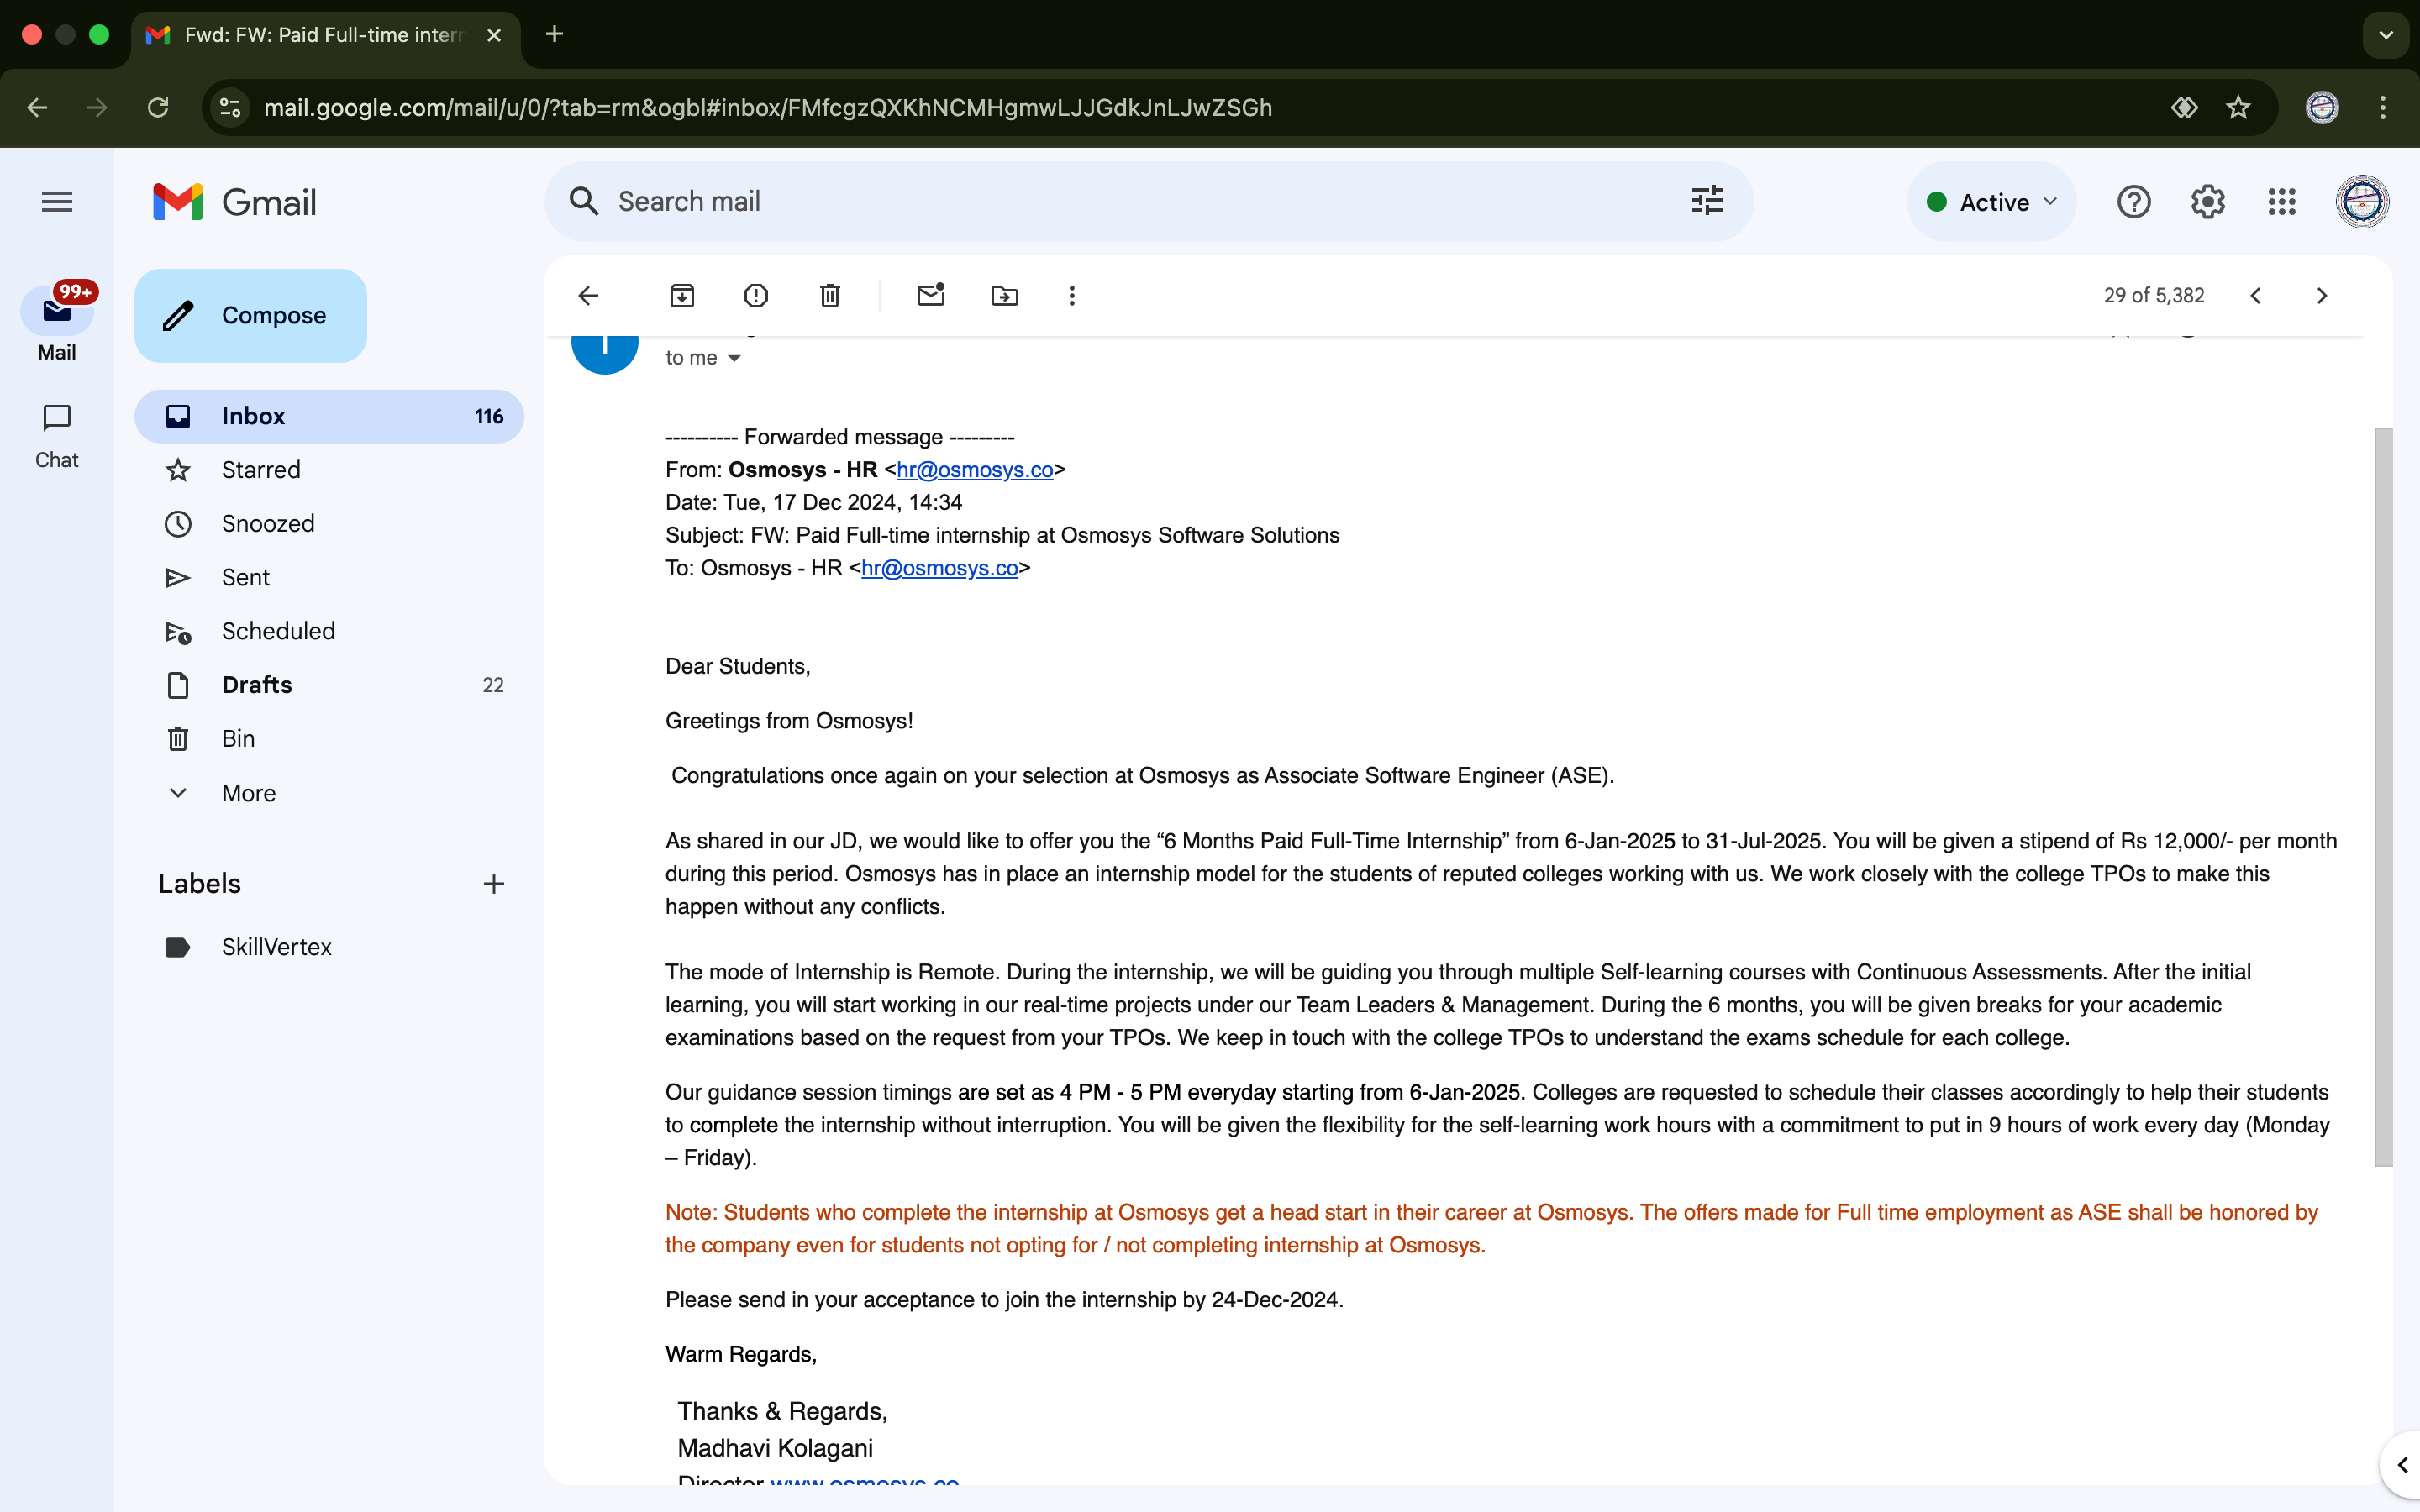 Fwd: FW: Paid Full-time intern
mail.google.com/mail/u/0/?tab=rm&ogbl#inbox/FMfcgzQXKhNCMHgmwLJJGdkJnLJwZSGh
Gmail
Search mail
Active
99+
Mail
Chat
Compose
Inbox 116
Starred
Snoozed
Sent
Scheduled
Drafts 22
Bin
More
Labels
SkillVertex
29 of 5,382
to me
---------- Forwarded message ---------
From: Osmosys - HR <hr@osmosys.co>
Date: Tue, 17 Dec 2024, 14:34
Subject: FW: Paid Full-time internship at Osmosys Software Solutions
To: Osmosys - HR <hr@osmosys.co>
Dear Students,
Greetings from Osmosys!
Congratulations once again on your selection at Osmosys as Associate Software Engineer (ASE).
As shared in our JD, we would like to offer you the “6 Months Paid Full-Time Internship” from 6-Jan-2025 to 31-Jul-2025. You will be given a stipend of Rs 12,000/- per month
during this period. Osmosys has in place an internship model for the students of reputed colleges working with us. We work closely with the college TPOs to make this
happen without any conflicts.
The mode of Internship is Remote. During the internship, we will be guiding you through multiple Self-learning courses with Continuous Assessments. After the initial
learning, you will start working in our real-time projects under our Team Leaders & Management. During the 6 months, you will be given breaks for your academic
examinations based on the request from your TPOs. We keep in touch with the college TPOs to understand the exams schedule for each college.
Our guidance session timings are set as 4 PM - 5 PM everyday starting from 6-Jan-2025. Colleges are requested to schedule their classes accordingly to help their students
to complete the internship without interruption. You will be given the flexibility for the self-learning work hours with a commitment to put in 9 hours of work every day (Monday
– Friday).
Note: Students who complete the internship at Osmosys get a head start in their career at Osmosys. The offers made for Full time employment as ASE shall be honored by
the company even for students not opting for / not completing internship at Osmosys.
Please send in your acceptance to join the internship by 24-Dec-2024.
Warm Regards,
Thanks & Regards,
Madhavi Kolagani
Director www.osmosys.co